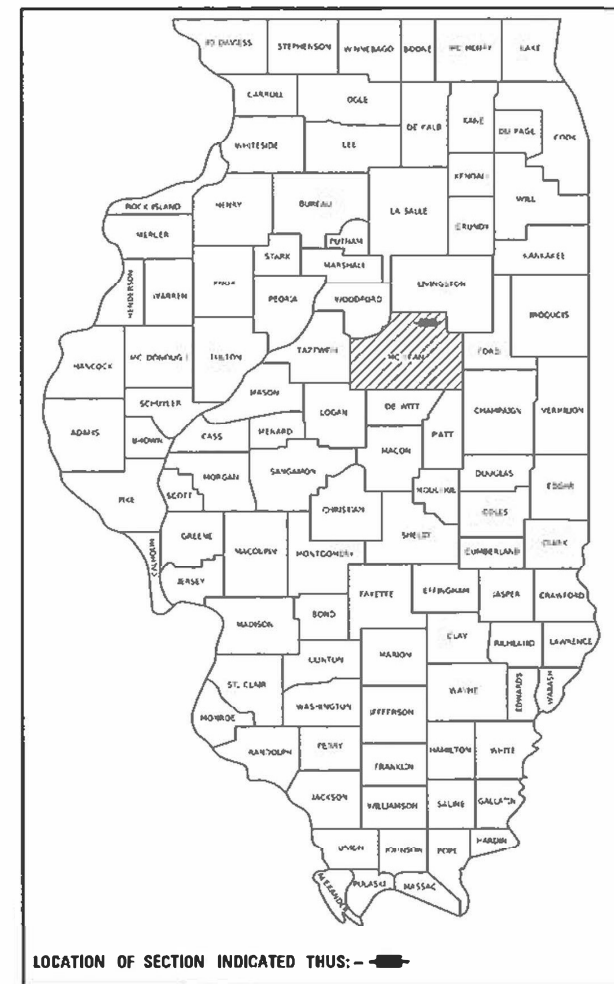 JO DAVIESS STEPHENSON WINNEBAGO BOONE MC HENRY LAKE
CARROLL OGLE
DE KALB KANE DU PAGE COOK
WHITESIDE LEE
KENDALL WILL
ROCK ISLAND HENRY BUREAU LA SALLE GRUNDY
MERCER PUTNAM
STARK MARSHALL KANKAKEE
HENDERSON WARREN KNOX PEORIA WOODFORD LIVINGSTON IROQUOIS
HANCOCK MC DONOUGH FULTON TAZEWELL MC LEAN FORD
MASON
SCHUYLER LOGAN DE WITT CHAMPAIGN VERMILION
ADAMS BROWN CASS MENARD MACON PIATT
PIKE SCOTT MORGAN SANGAMON DOUGLAS EDGAR
MOULTRIE COLES
CHRISTIAN
CALHOUN GREENE MACOUPIN MONTGOMERY SHELBY CUMBERLAND CLARK
JERSEY
FAYETTE EFFINGHAM JASPER CRAWFORD
MADISON BOND
CLAY RICHLAND LAWRENCE
CLINTON MARION
ST. CLAIR WAYNE EDWARDS WABASH
WASHINGTON JEFFERSON
MONROE
RANDOLPH PERRY HAMILTON WHITE
FRANKLIN
JACKSON WILLIAMSON SALINE GALLATIN
UNION JOHNSON POPE HARDIN
ALEXANDER PULASKI MASSAC
LOCATION OF SECTION INDICATED THUS: -